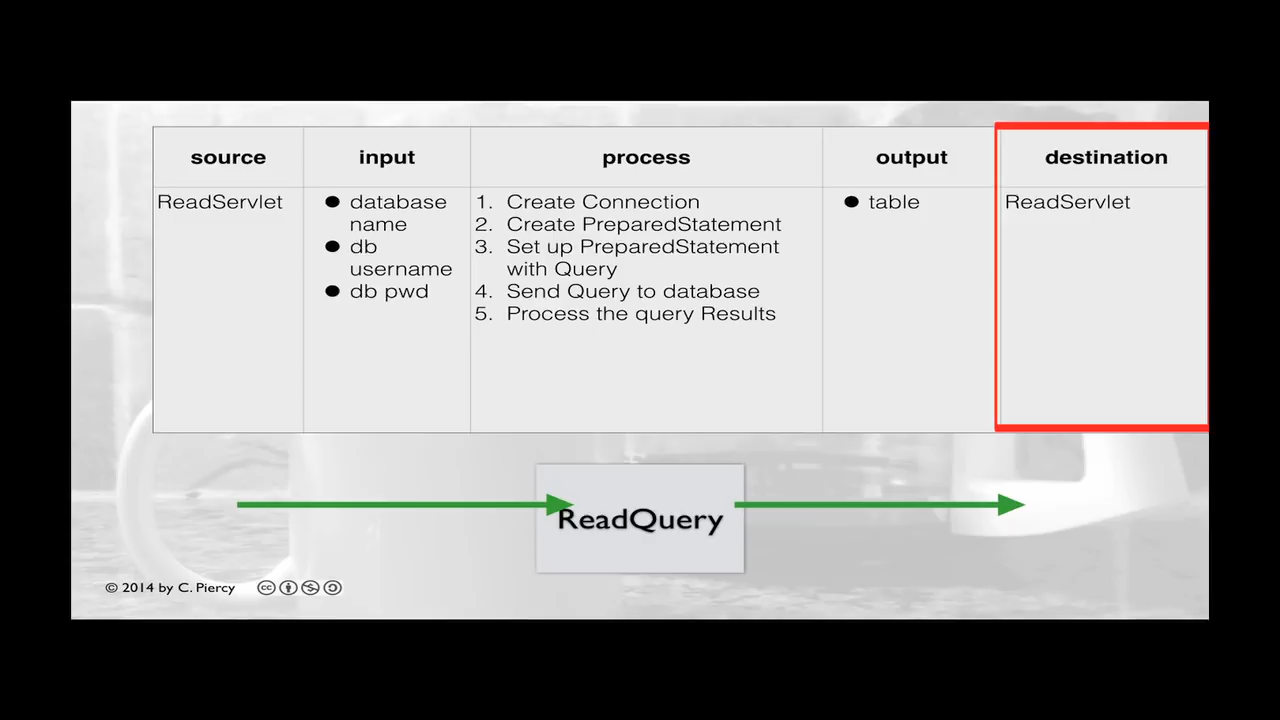 source input process output destination
ReadServlet
● database
name
● db
username
● db pwd
1. Create Connection
2. Create PreparedStatement
3. Set up PreparedStatement
with Query
4. Send Query to database
5. Process the query Results
● table
ReadServlet
ReadQuery
© 2014 by C. Piercy